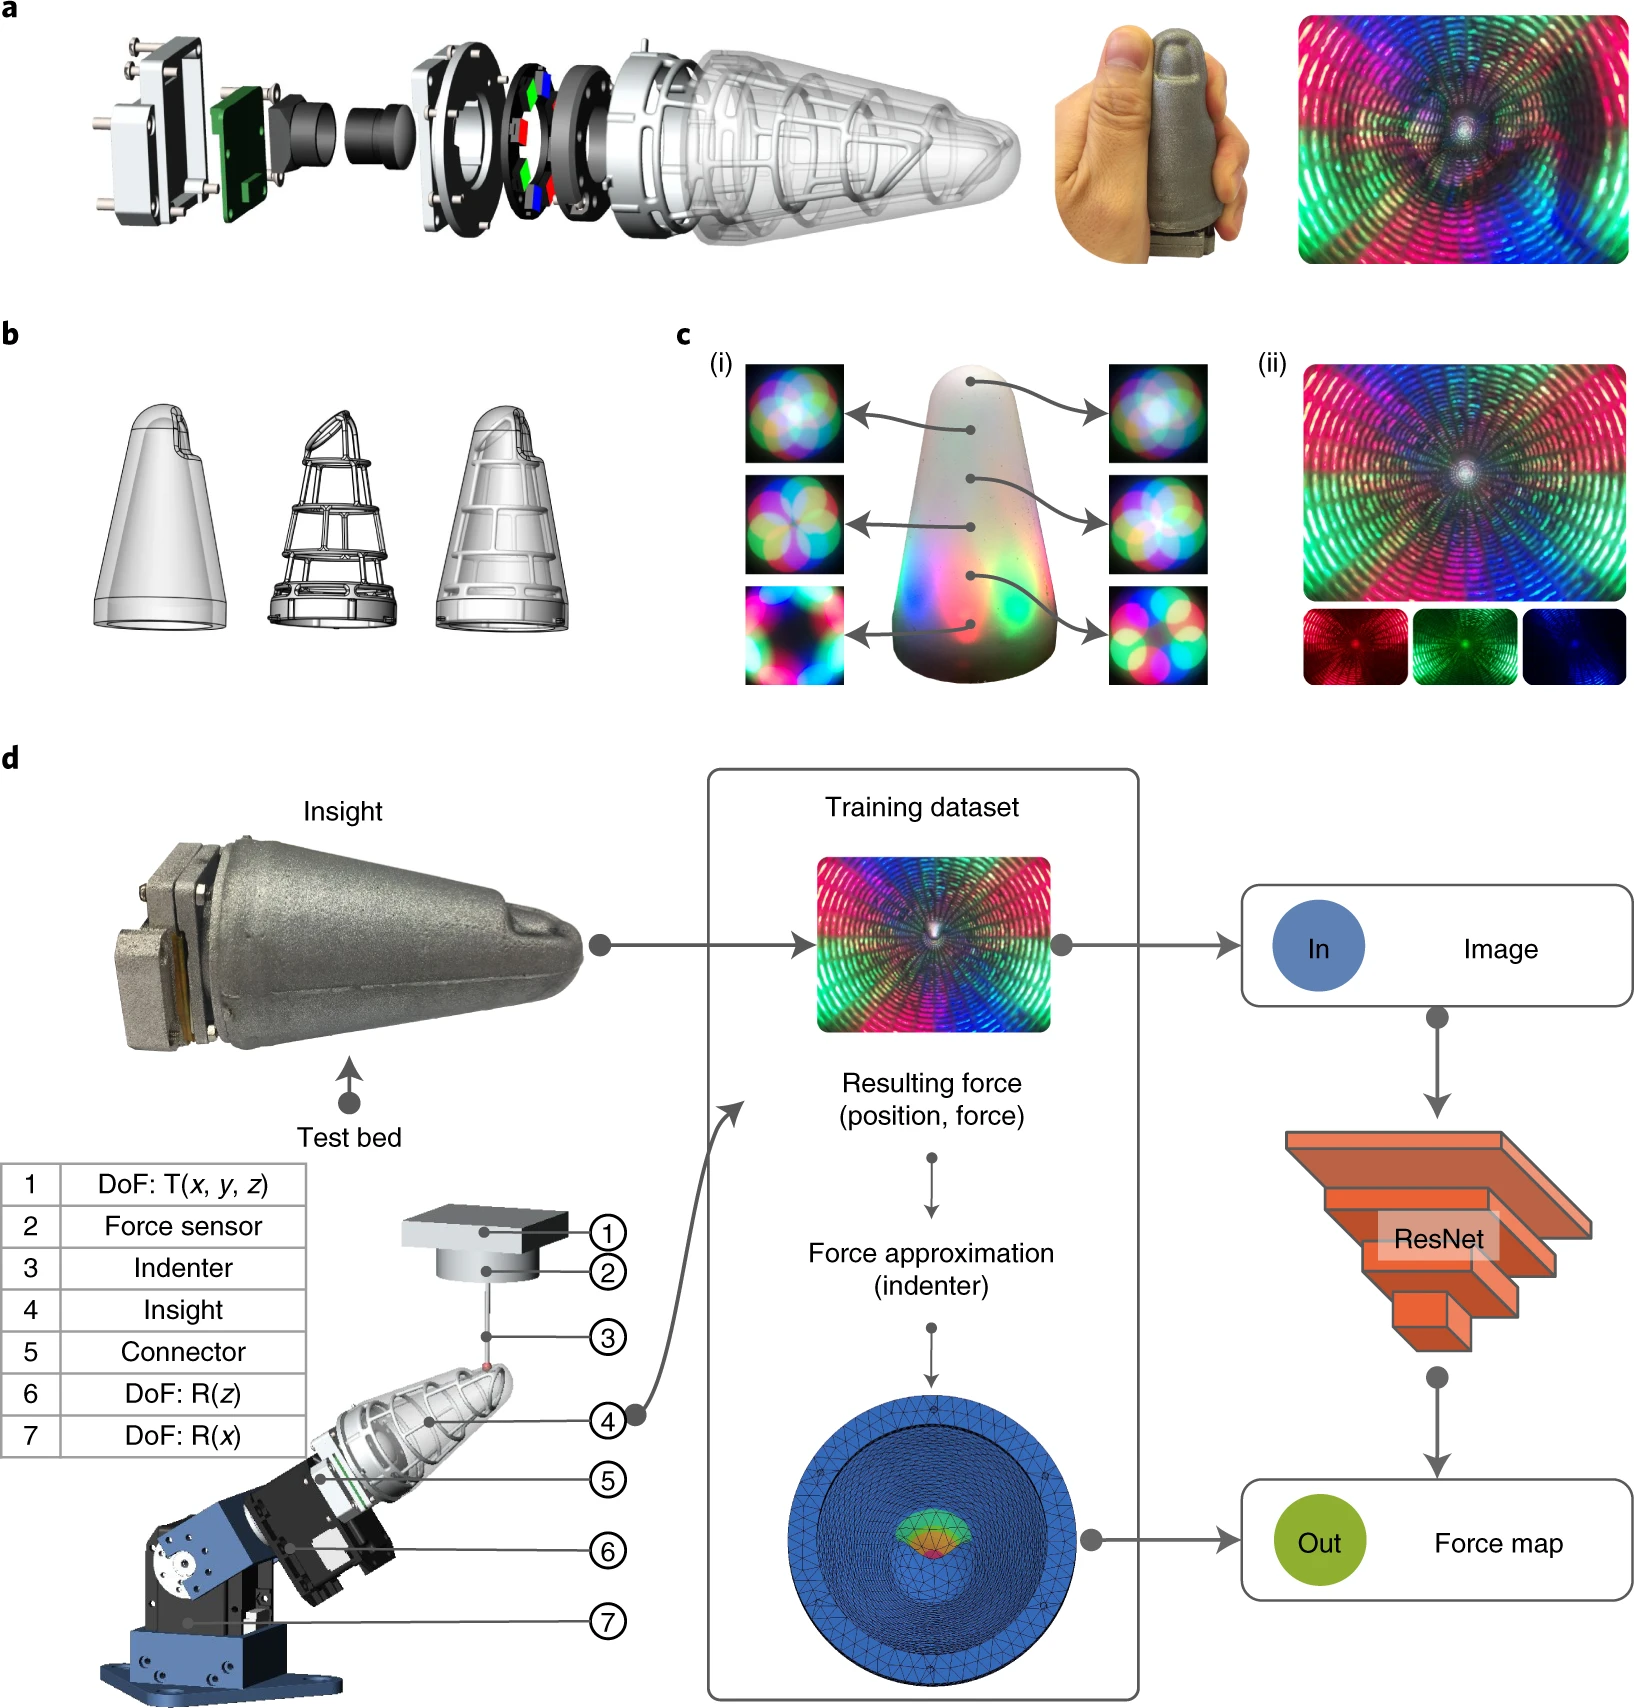 a
b
c
(i)
(ii)
d
Insight
Training dataset
In
Image
Resulting force
(position, force)
Test bed
1 DoF: T(x, y, z)
2 Force sensor
3 Indenter
4 Insight
5 Connector
6 DoF: R(z)
7 DoF: R(x)
1
2
3
4
5
6
7
Force approximation
(indenter)
ResNet
Out
Force map